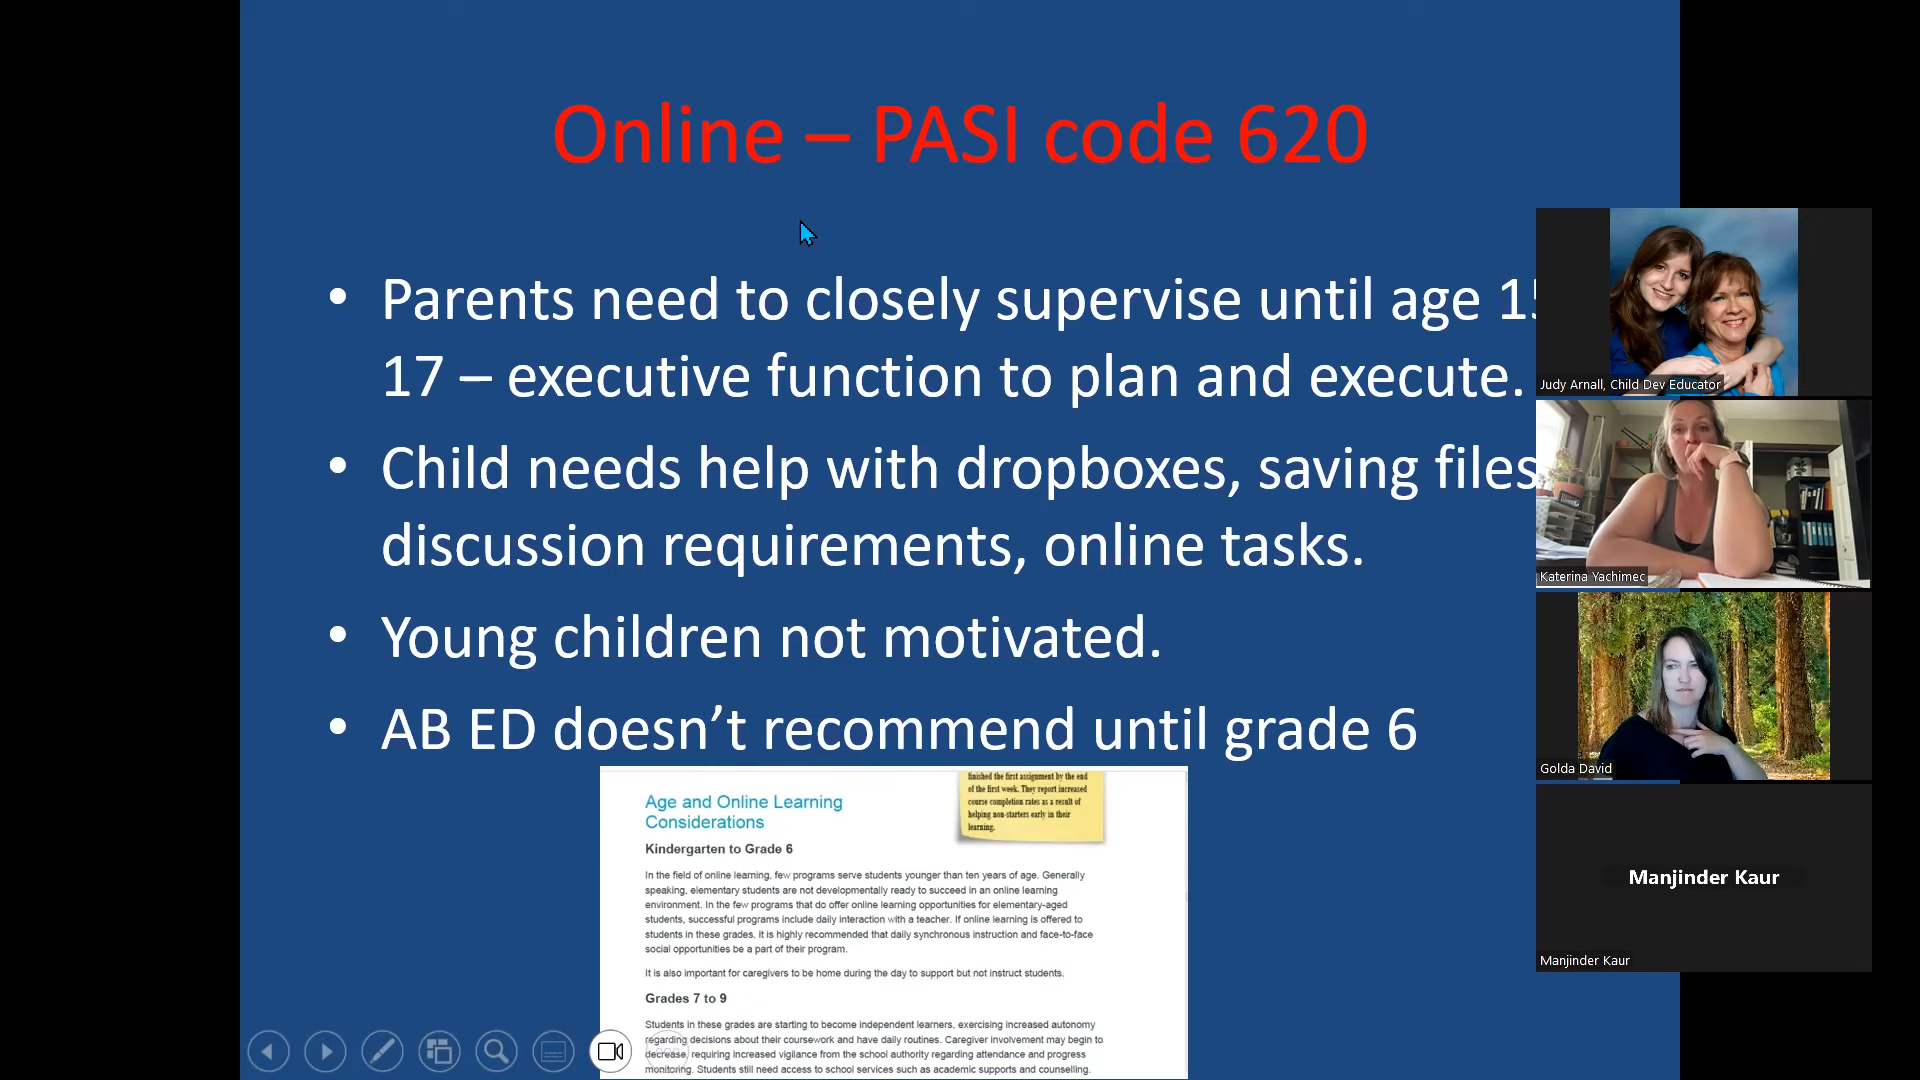 Online – PASI code 620
• Parents need to closely supervise until age
17 – executive function to plan and execute.
• Child needs help with dropboxes, saving files
discussion requirements, online tasks.
• Young children not motivated.
• AB ED doesn’t recommend until grade 6
finished the first assignment by the end
of the first week. They report increased
course completion rates as a result of
helping non-starters early in their
learning.
Age and Online Learning
Considerations
Kindergarten to Grade 6
In the field of online learning, few programs serve students younger than ten years of age. Generally
speaking, elementary students are not developmentally ready to succeed in an online learning
environment. In the few programs that do offer online learning opportunities for elementary-aged
students, successful programs include daily interaction with a teacher. If online learning is offered to
students in these grades, it is highly recommended that daily synchronous instruction and face-to-face
social opportunities be a part of their program.
It is also important for caregivers to be home during the day to support but not instruct students.
Grades 7 to 9
Students in these grades are starting to become independent learners, exercising increased autonomy
regarding decisions about their coursework and have daily routines. Caregiver involvement may begin to
decrease, requiring increased vigilance from the school authority regarding attendance and progress
monitoring. Students still need access to school services such as academic supports and counselling.
Judy Arnall, Child Dev Educator
Katerina Yachimec
Golda David
Manjinder Kaur
Manjinder Kaur